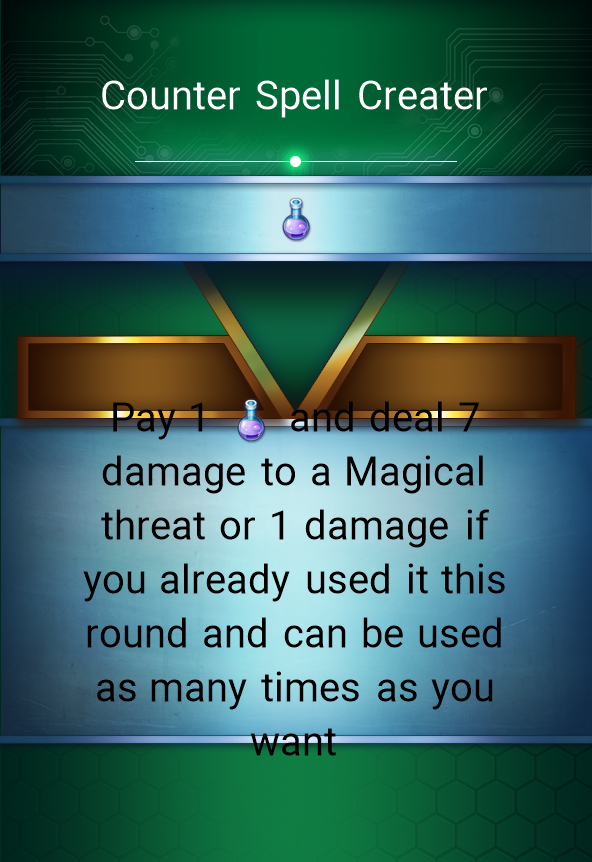 Counter Spell Creater
Pay 1 and deal 7
damage to a Magical
threat or 1 damage if
you already used it this
round and can be used
as many times as you
want